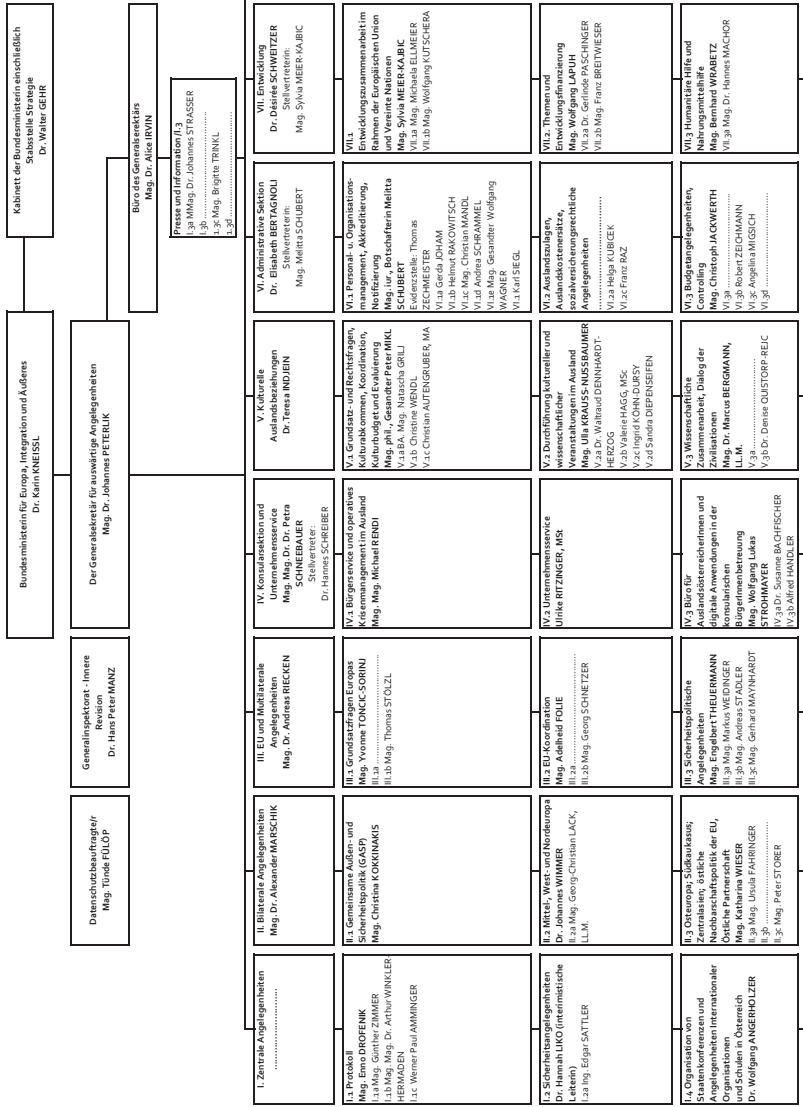 Bundesministerin für Europa, Integration und Äußeres
Dr. Karin KNEISSL
Kabinett der Bundesministerin einschließlich
Stabsstelle Strategie
Dr. Walter GEHR
Datenschutzbeauftragte/r
Mag. Tünde FÜLÖP
Generalinspektorat - Innere
Revision
Dr. Hans Peter MANZ
Der Generalsekretär für auswärtige Angelegenheiten
Mag. Dr. Johannes PETERLIK
Büro des Generalserektärs
Mag. Dr. Alice IRVIN
Presse und Information /I.3
I.3a MMag. Dr. Johannes STRASSER
I.3b ..............................
1.3c Mag. Brigitte TRINKL
1.3d..............................
I. Zentrale Angelegenheiten
..............................
II. Bilaterale Angelegenheiten
Mag. Dr. Alexander MARSCHIK
III. EU und Multilaterale
Angelegenheiten
Mag. Dr. Andreas RIECKEN
IV. Konsularsektion und
Unternehmensservice
Mag. Mag. Dr. Dr. Petra
SCHNEEBAUER
Stellvertreter:
Dr. Hannes SCHREIBER
V. Kulturelle
Auslandsbeziehungen
Dr. Teresa INDJEIN
VI. Administrative Sektion
Dr. Elisabeth BERTAGNOLI
Stellvertreterin:
Mag. Melitta SCHUBERT
VII. Entwicklung
Dr. Désirée SCHWEITZER
Stellvertreterin:
Mag. Sylvia MEIER-KAJBIC
I.1 Protokoll
Mag. Enno DROFENIK
I.1a Mag. Günther ZIMMER
I.1b Mag. Mag. Dr. Arthur WINKLER-
HERMADEN
I.1c Werner Paul AMMINGER
II.1 Gemeinsame Außen- und
Sicherheitspolitik (GASP)
Mag. Christina KOKKINAKIS
III.1 Grundsatzfragen Europas
Mag. Yvonne TONCIC-SORINJ
III.1a ..............................
III.1b Mag. Thomas STÖLZL
IV.1 Bürgerservice und operatives
Krisenmanagement im Ausland
Mag. Mag. Michael RENDI
V.1 Grundsatz- und Rechtsfragen,
Kulturabkommen, Koordination,
Kulturbudget und Evaluierung
Mag. phil., Gesandter Peter MIKL
V.1a BA. Mag. Natascha GRILJ
V.1b Christine WENDL
V.1c Christian AUTENGRUBER, MA
VI.1 Personal- u. Organisations-
management, Akkreditierung,
Notifizierung
Mag. iur., Botschafterin Melitta
SCHUBERT
Evidenzstelle: Thomas
ZECHMEISTER
VI.1a Gerda JOHAM
VI.1b Helmut RAKOWITSCH
VI.1c Mag. Christian MANDL
VI.1d Andrea SCHRAMMEL
VI.1e Mag. Gesandter Wolfgang
WAGNER
VI.1 Karl SIEGL
VII.1
Entwicklungszusammenarbeit im
Rahmen der Europäischen Union
und Vereinte Nationen
Mag. Sylvia MEIER-KAJBIC
VII.1a Mag. Michaela ELLMEIER
VII.1b Mag. Wolfgang KUTSCHERA
I.2 Sicherheitsangelegenheiten
Dr. Hannah LIKO (interimistische
Leiterin)
I.2a Ing. Edgar SATTLER
II.2 Mittel-, West- und Nordeuropa
Dr. Johannes WIMMER
II.2a Mag. Georg-Christian LACK,
LL.M.
III.2 EU-Koordination
Mag. Adelheid FOLIE
III.2a ..............................
III.2b Mag. Georg SCHNETZER
IV.2 Unternehmensservice
Ulrike RITZINGER, MSt
V.2 Durchführung kultureller und
wissenschaftlicher
Veranstaltungen im Ausland
Mag. Ulla KRAUSS-NUSSBAUMER
V.2a Dr. Waltraud DENNHARDT-
HERZOG
V.2b Valerie HAGG, MSc
V.2c Ingrid KÖHN-DURSY
V.2d Sandra DIEPENSEIFEN
VI.2 Auslandszulagen,
Auslandskostenersätze,
sozialversicherungsrechtliche
Angelegenheiten
..............................
VI.2a Helga KUBICEK
VI.2c Franz RAZ
VII.2. Themen und
Entwicklungsfinanzierung
Mag. Wolfgang LAPUH
VII.2a Dr. Gerlinde PASCHINGER
VII.2b Mag. Franz BREITWIESER
I.4 Organisation von
Staatenkonferenzen und
Angelegenheiten Internationaler
Organisationen
und Schulen in Österreich
Dr. Wolfgang ANGERHOLZER
II.3 Osteuropa; Südkaukasus;
Zentralasien; östliche
Nachbarschaftspolitik der EU,
Östliche Partnerschaft
Mag. Katharina WIESER
II.3a Mag. Ursula FAHRINGER
II.3b ..............................
II.3c Mag. Peter STORER
III.3 Sicherheitspolitische
Angelegenheiten
Mag. Engelbert THEUERMANN
III.3a Mag. Markus WEIDINGER
III.3b Mag. Andreas STADLER
III.3c Mag. Gerhard MAYNHARDT
IV.3 Büro für
AuslandsösterreicherInnen und
digitale Anwendungen in der
konsularischen
BürgerInnenbetreuung
Mag. Wolfgang Lukas
STROHMAYER
IV.3a Dr. Susanne BACHFISCHER
IV.3b Alfred HANDLER
V.3 Wissenschaftliche
Zusammenarbeit, Dialog der
Zivilisationen
Mag. Dr. Marcus BERGMANN,
LL.M.
V.3a..............................
V.3b Dr. Denise QUISTORP-REJC
VI.3 Budgetangelegenheiten,
Controlling
Mag. Christoph JACKWERTH
VI.3a ..............................
VI.3b Robert ZEICHMANN
VI.3c Angelina MIGSICH
VI.3d ..............................
VII.3 Humanitäre Hilfe und
Nahrungsmittelhilfe
Mag. Bernhard WRABETZ
VII.3a Mag. Dr. Hannes MACHOR